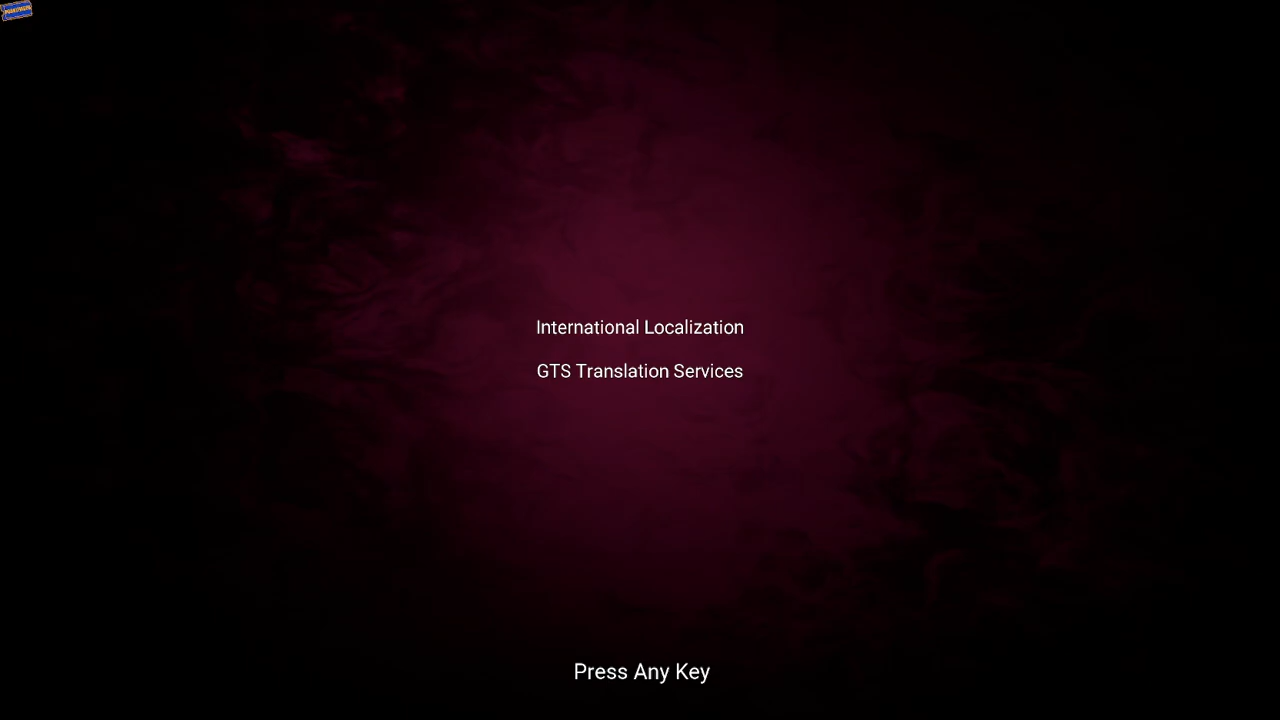 International Localization
GTS Translation Services
Press Any Key